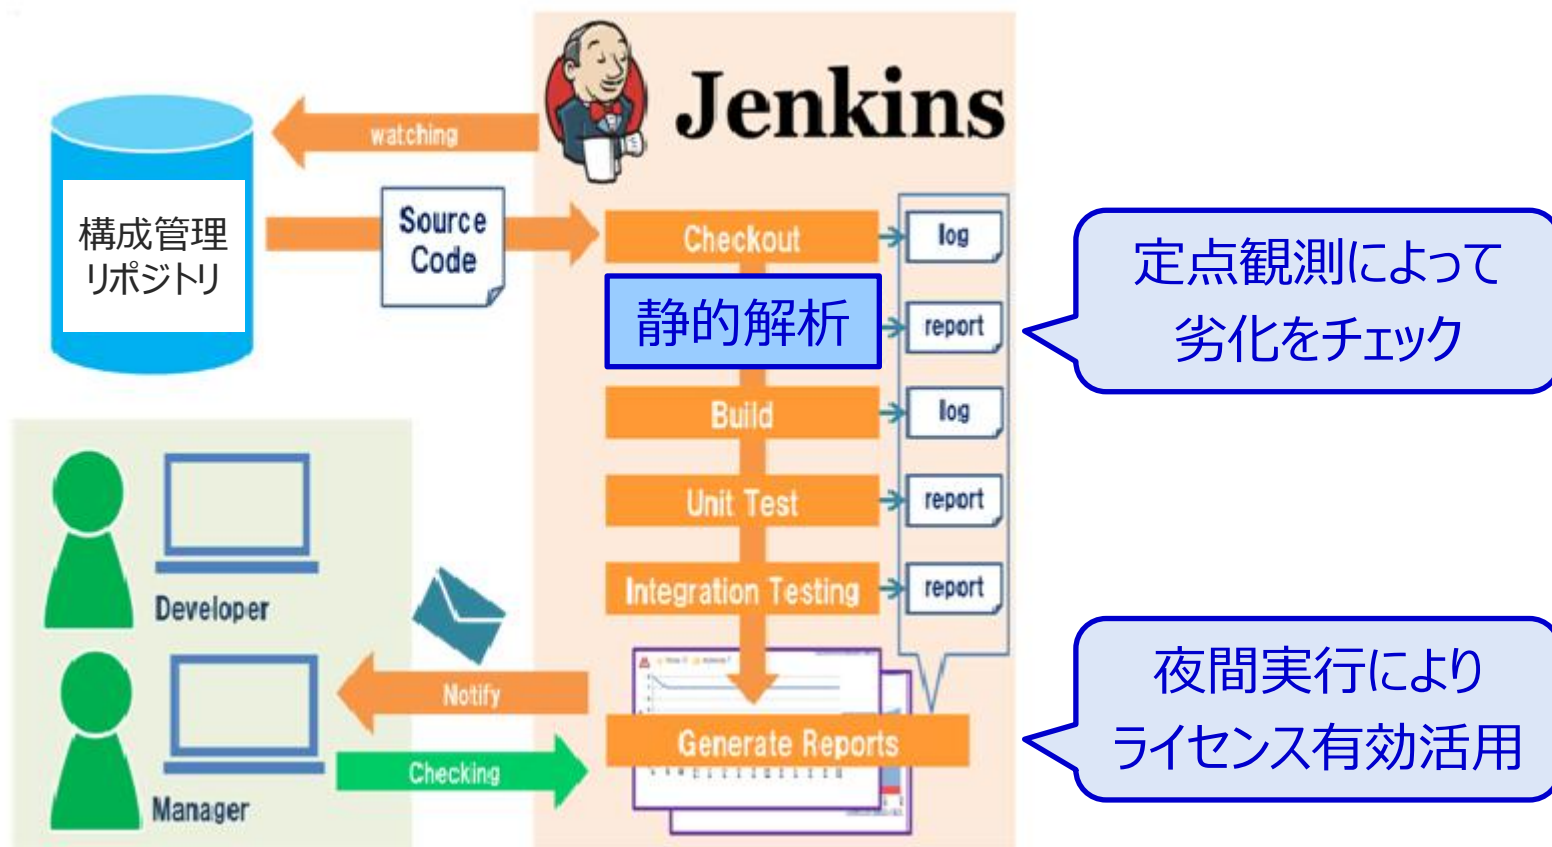 Jenkins
watching
構成管理
リポジトリ
Source
Code
Checkout
log
静的解析
report
定点観測によって
劣化をチェック
Build
log
Unit Test
report
Integration Testing
report
Developer
Notify
Generate Reports
夜間実行により
ライセンス有効活用
Checking
Manager